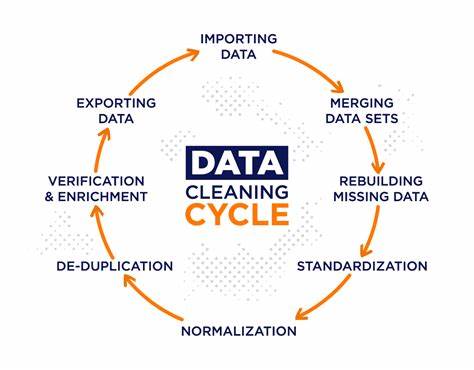 IMPORTING
DATA
MERGING
DATA SETS
REBUILDING
MISSING DATA
STANDARDIZATION
NORMALIZATION
DE-DUPLICATION
VERIFICATION
& ENRICHMENT
EXPORTING
DATA
DATA
CLEANING
CYCLE